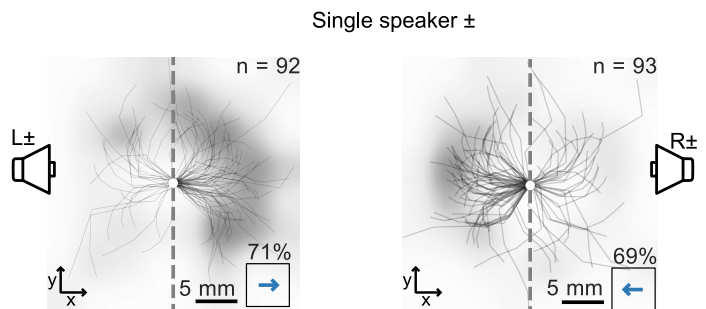 Single speaker ±
n = 92
L±
71%
y
x
5 mm
n = 93
R±
69%
y
x
5 mm